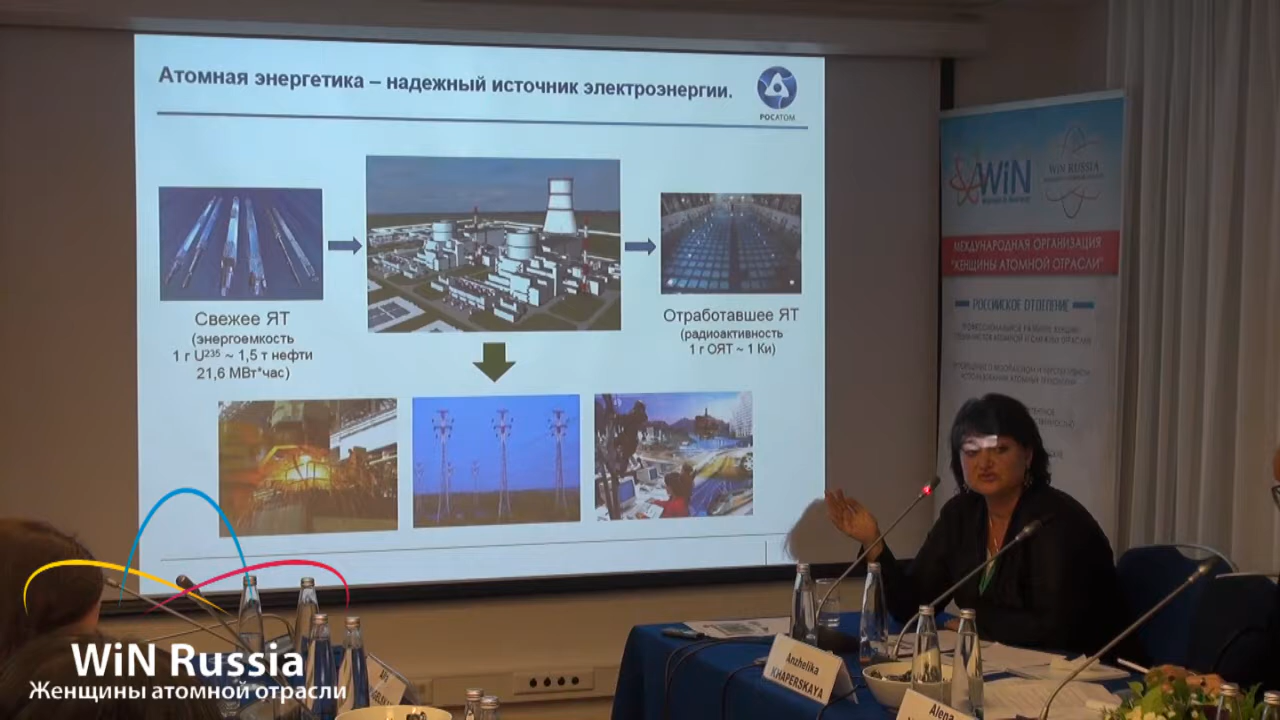 Атомная энергетика – надежный источник электроэнергии.
РОСАТОМ
Свежее ЯТ
(энергоемкость
1 г U²³⁵ ~ 1,5 т нефти
21,6 МВт*час)
Отработавшее ЯТ
(радиоактивность
1 г ОЯТ ~ 1 Ки)
WiN
WiN RUSSIA
МЕЖДУНАРОДНАЯ ОРГАНИЗАЦИЯ
"ЖЕНЩИНЫ АТОМНОЙ ОТРАСЛИ"
РОССИЙСКОЕ ОТДЕЛЕНИЕ
Anzhelika
KHAPERSKAYA
Alena
WiN Russia
Женщины атомной отрасли